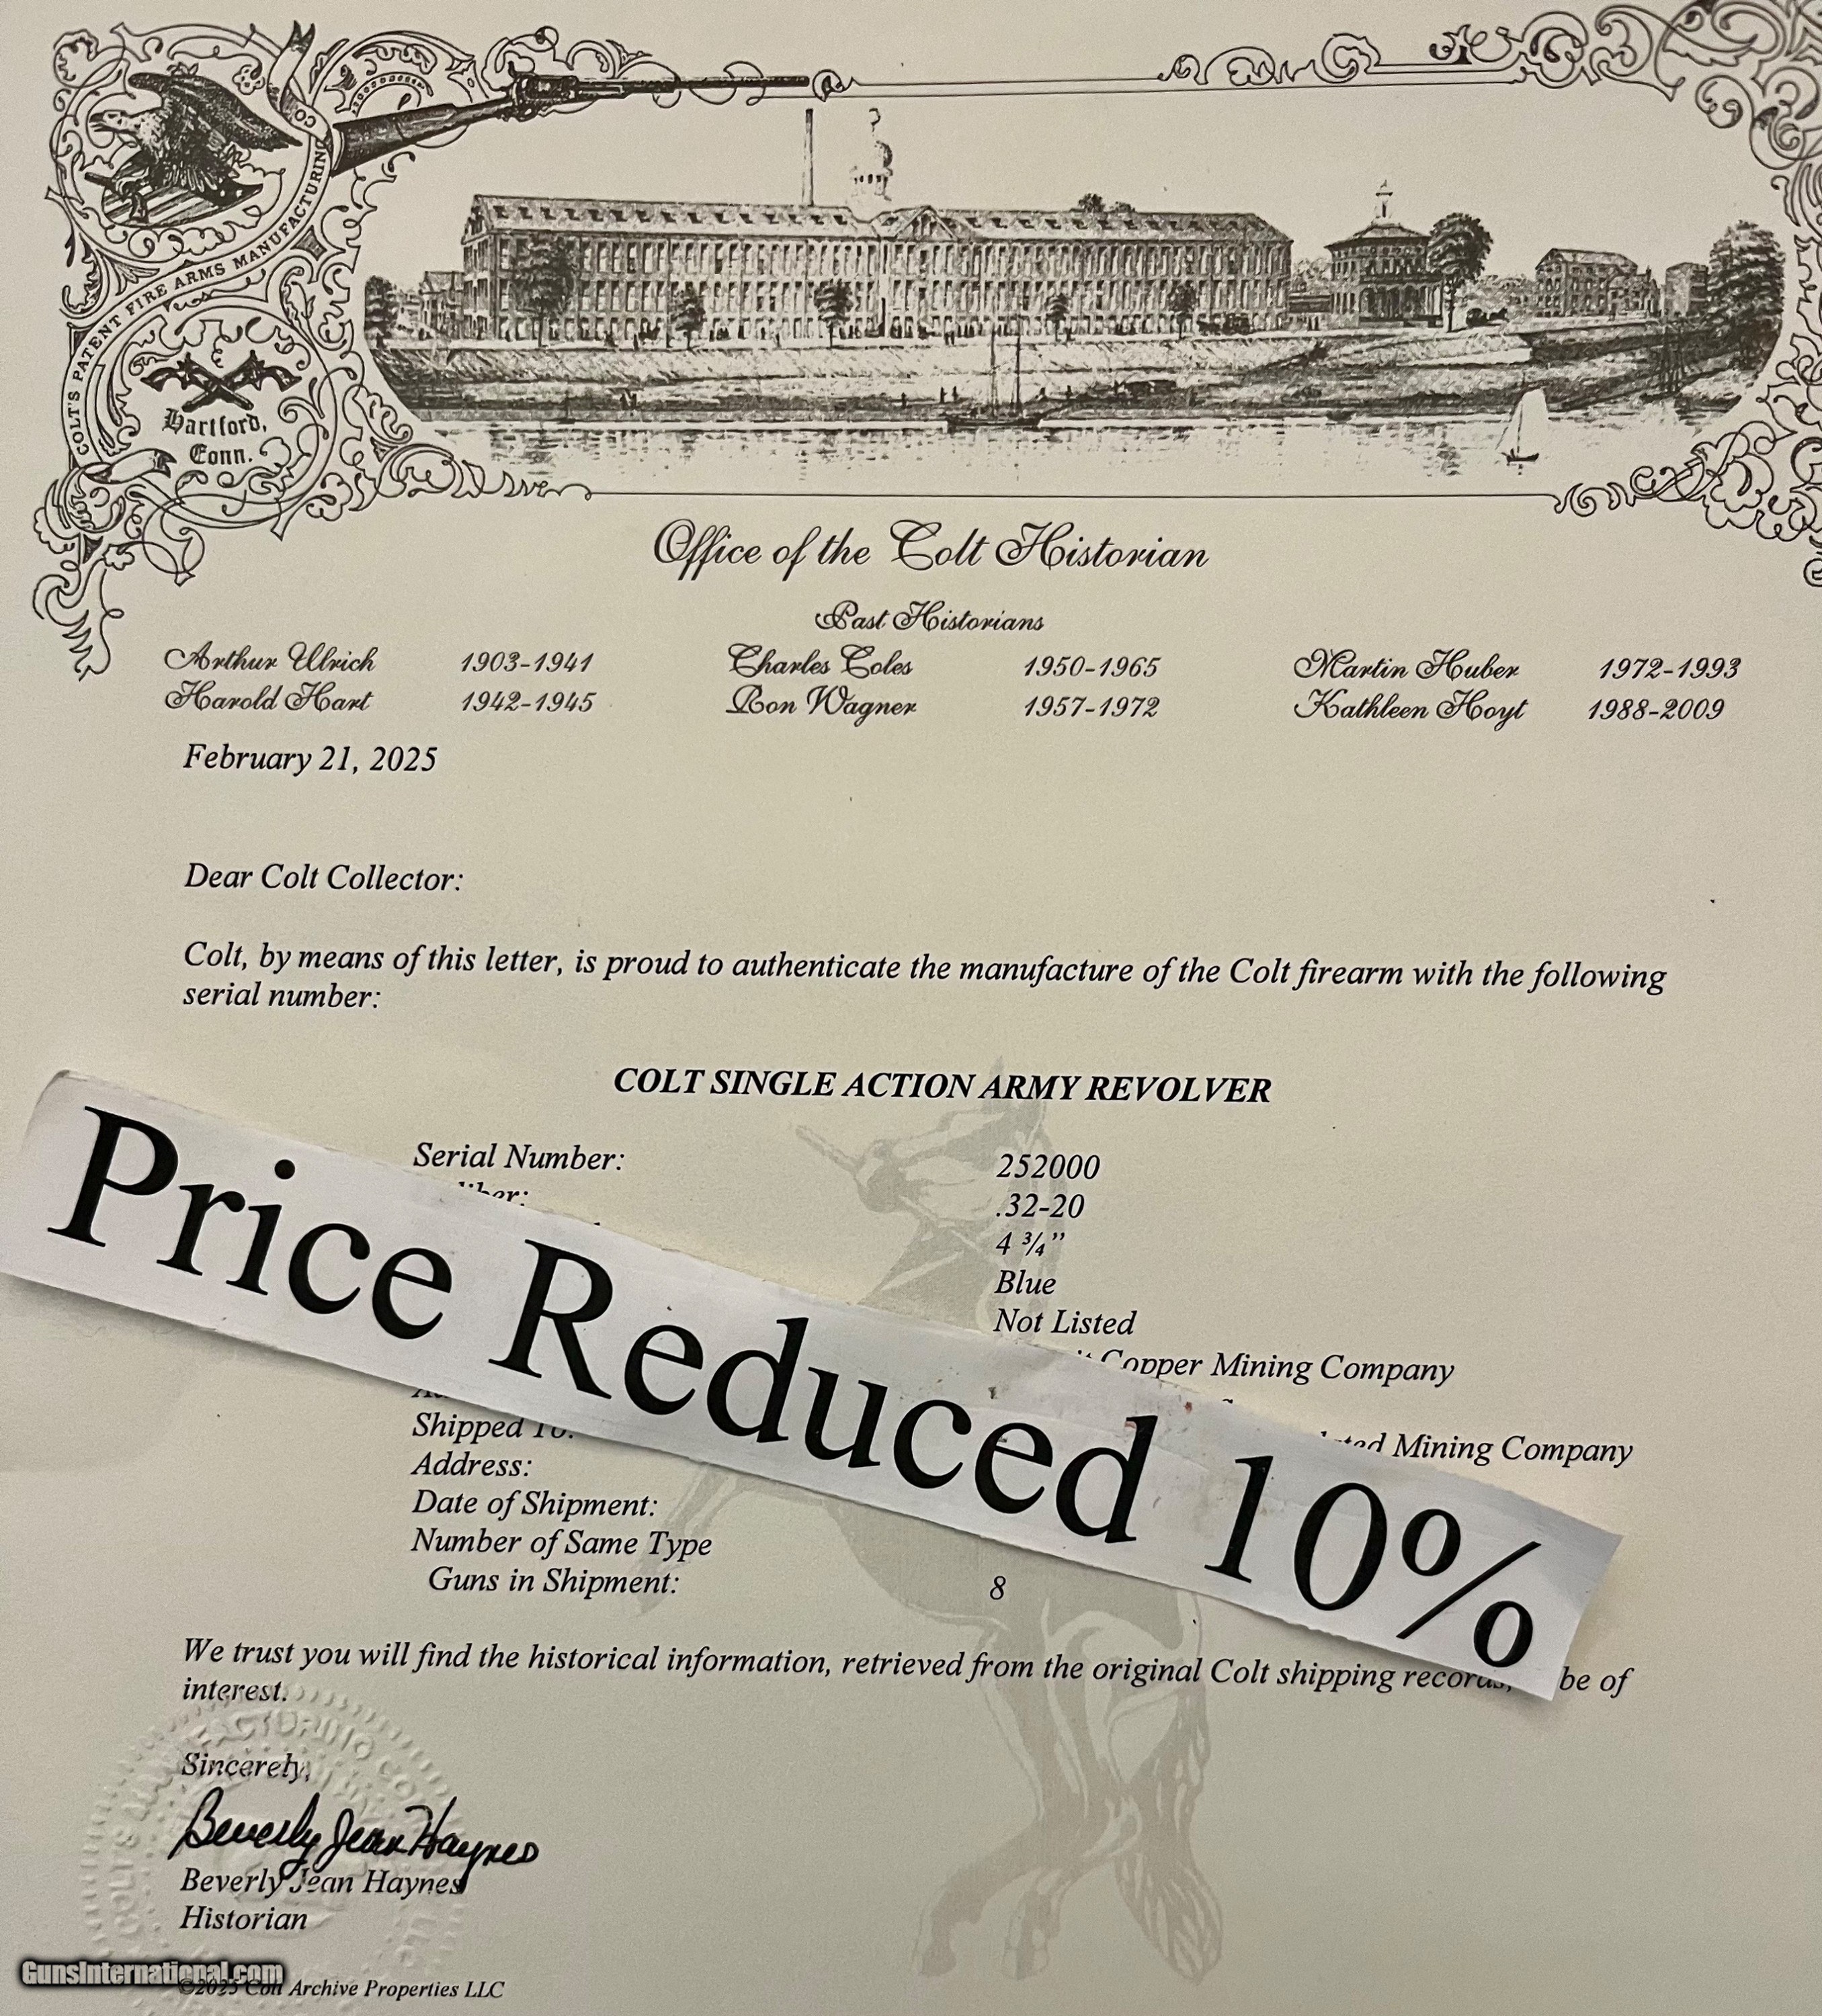 COLT'S PATENT FIRE ARMS MANUFACTURING CO
Hartford,
Conn.
Office of the Colt Historian
Past Historians
Arthur Ulrich 1903-1941 Charles Coles 1950-1965 Martin Huber 1972-1993
Harold Hart 1942-1945 Ron Wagner 1957-1972 Kathleen Hoyt 1988-2009
February 21, 2025
Dear Colt Collector:
Colt, by means of this letter, is proud to authenticate the manufacture of the Colt firearm with the following
serial number:
COLT SINGLE ACTION ARMY REVOLVER
Serial Number: 252000
.32-20
4 ¾”
Blue
Not Listed
Copper Mining Company
Price Reduced 10%
Shipped To:
Mining Company
Address:
Date of Shipment:
Number of Same Type
Guns in Shipment: 8
We trust you will find the historical information, retrieved from the original Colt shipping records, be of
interest.
Sincerely,
Beverly Jean Haynes
Beverly Jean Haynes
Historian
GunsInternational.com
©2025 Colt Archive Properties LLC